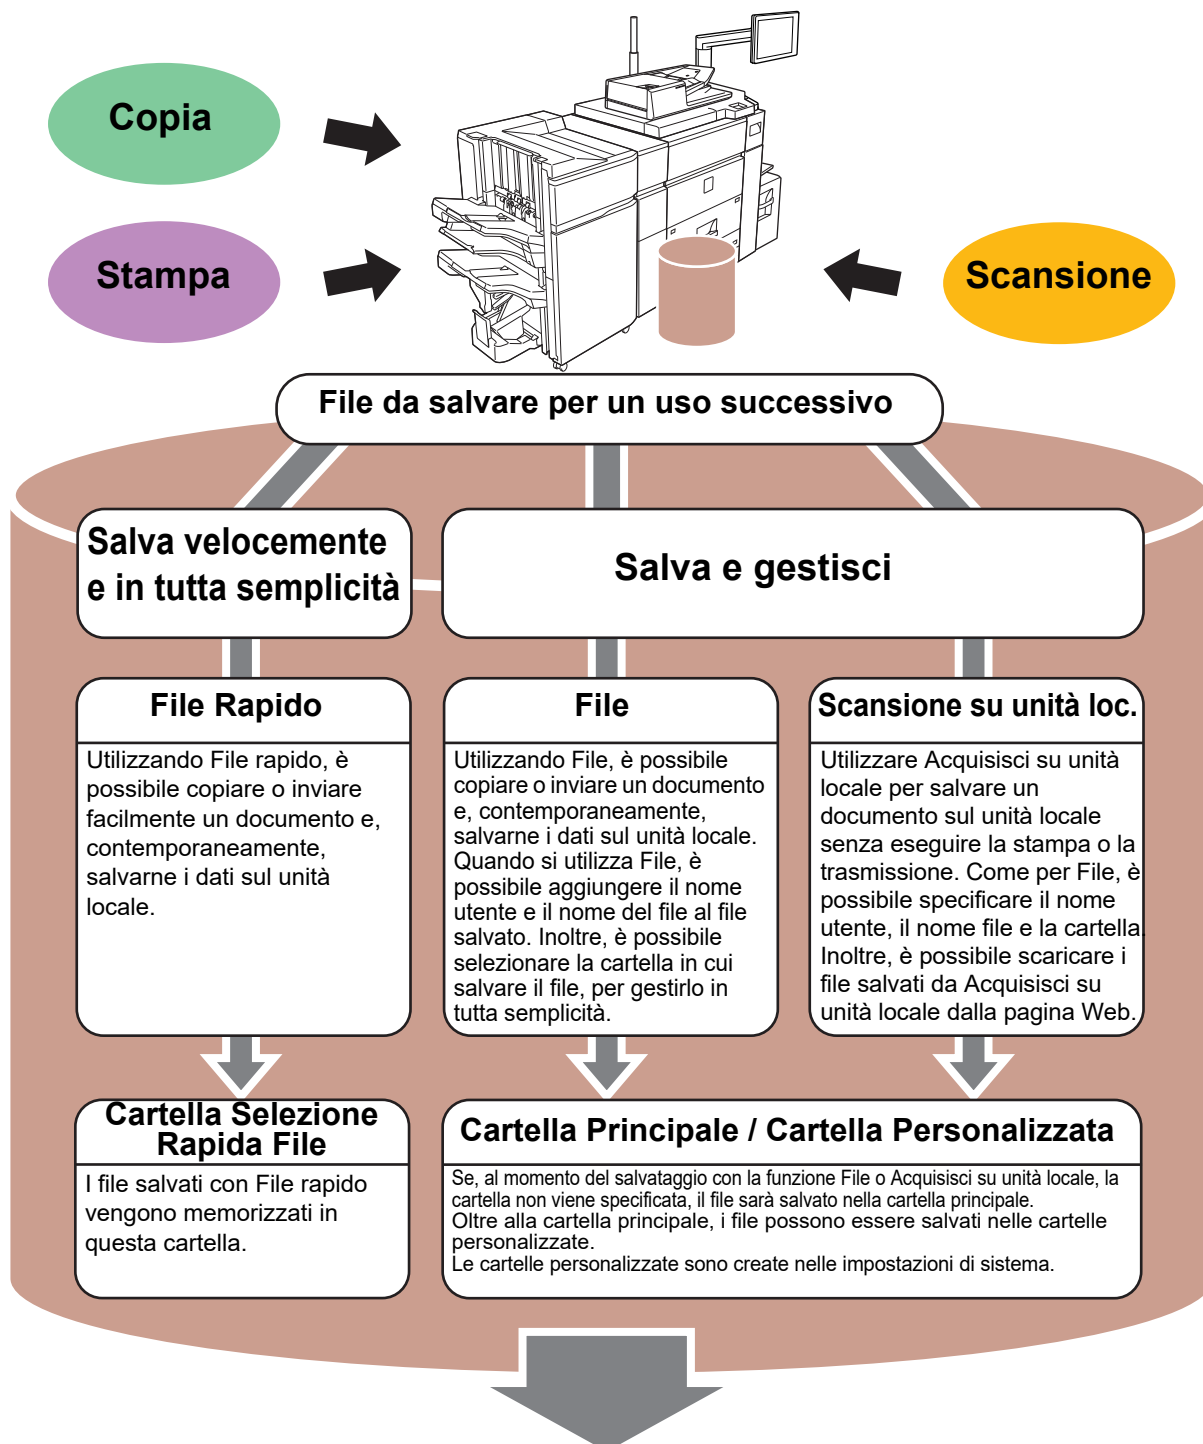 Copia
Stampa
Scansione
File da salvare per un uso successivo
Salva velocemente
e in tutta semplicità
Salva e gestisci
File Rapido
Utilizzando File rapido, è
possibile copiare o inviare
facilmente un documento e,
contemporaneamente,
salvarne i dati sul unità
locale.
File
Utilizzando File, è possibile
copiare o inviare un documento
e, contemporaneamente,
salvarne i dati sul unità locale.
Quando si utilizza File, è
possibile aggiungere il nome
utente e il nome del file al file
salvato. Inoltre, è possibile
selezionare la cartella in cui
salvare il file, per gestirlo in
tutta semplicità.
Scansione su unità loc.
Utilizzare Acquisisci su unità
locale per salvare un
documento sul unità locale
senza eseguire la stampa o la
trasmissione. Come per File, è
possibile specificare il nome
utente, il nome file e la cartella.
Inoltre, è possibile scaricare i
file salvati da Acquisisci su
unità locale dalla pagina Web.
Cartella Selezione
Rapida File
I file salvati con File rapido
vengono memorizzati in
questa cartella.
Cartella Principale / Cartella Personalizzata
Se, al momento del salvataggio con la funzione File o Acquisisci su unità locale, la
cartella non viene specificata, il file sarà salvato nella cartella principale.
Oltre alla cartella principale, i file possono essere salvati nelle cartelle
personalizzate.
Le cartelle personalizzate sono create nelle impostazioni di sistema.